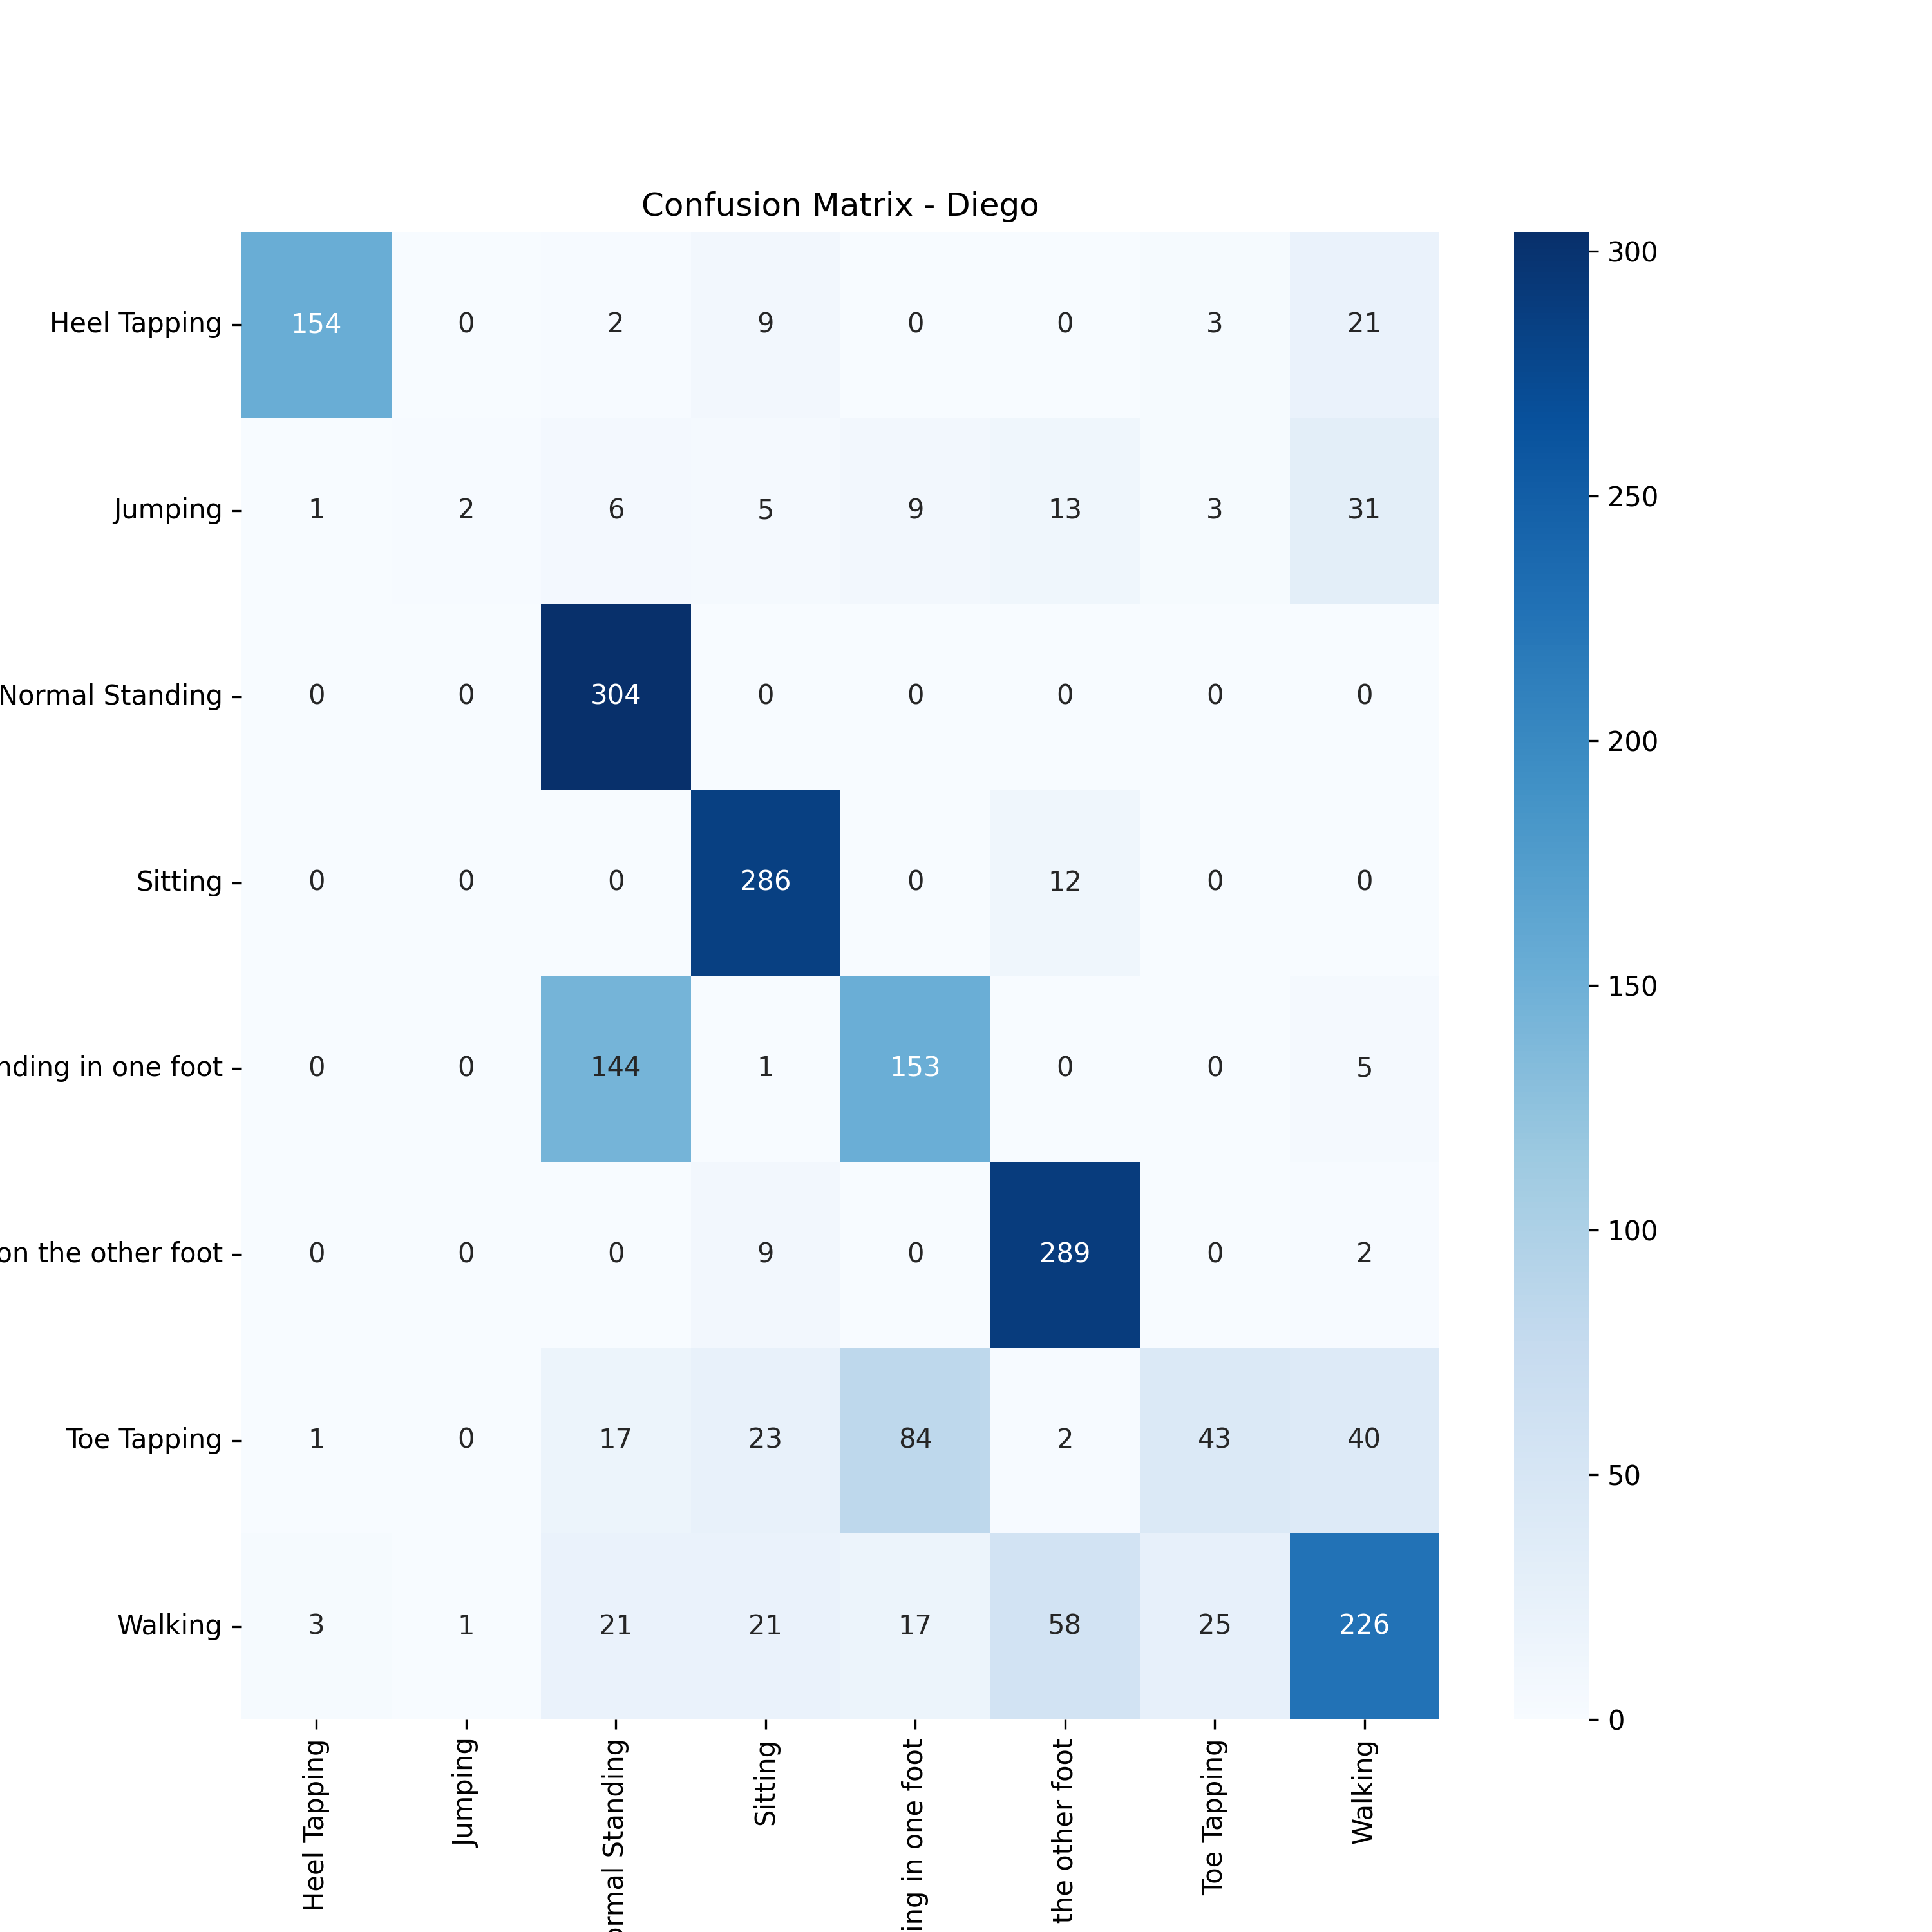 Confusion Matrix - Diego
Heel Tapping 154 0 2 9 0 0 3 21
Jumping 1 2 6 5 9 13 3 31
Normal Standing 0 0 304 0 0 0 0 0
Sitting 0 0 0 286 0 12 0 0
nding in one foot 0 0 144 1 153 0 0 5
on the other foot 0 0 0 9 0 289 0 2
Toe Tapping 1 0 17 23 84 2 43 40
Walking 3 1 21 21 17 58 25 226
Heel Tapping
Jumping
ormal Standing
Sitting
ing in one foot
the other foot
Toe Tapping
Walking
300
250
200
150
100
50
0